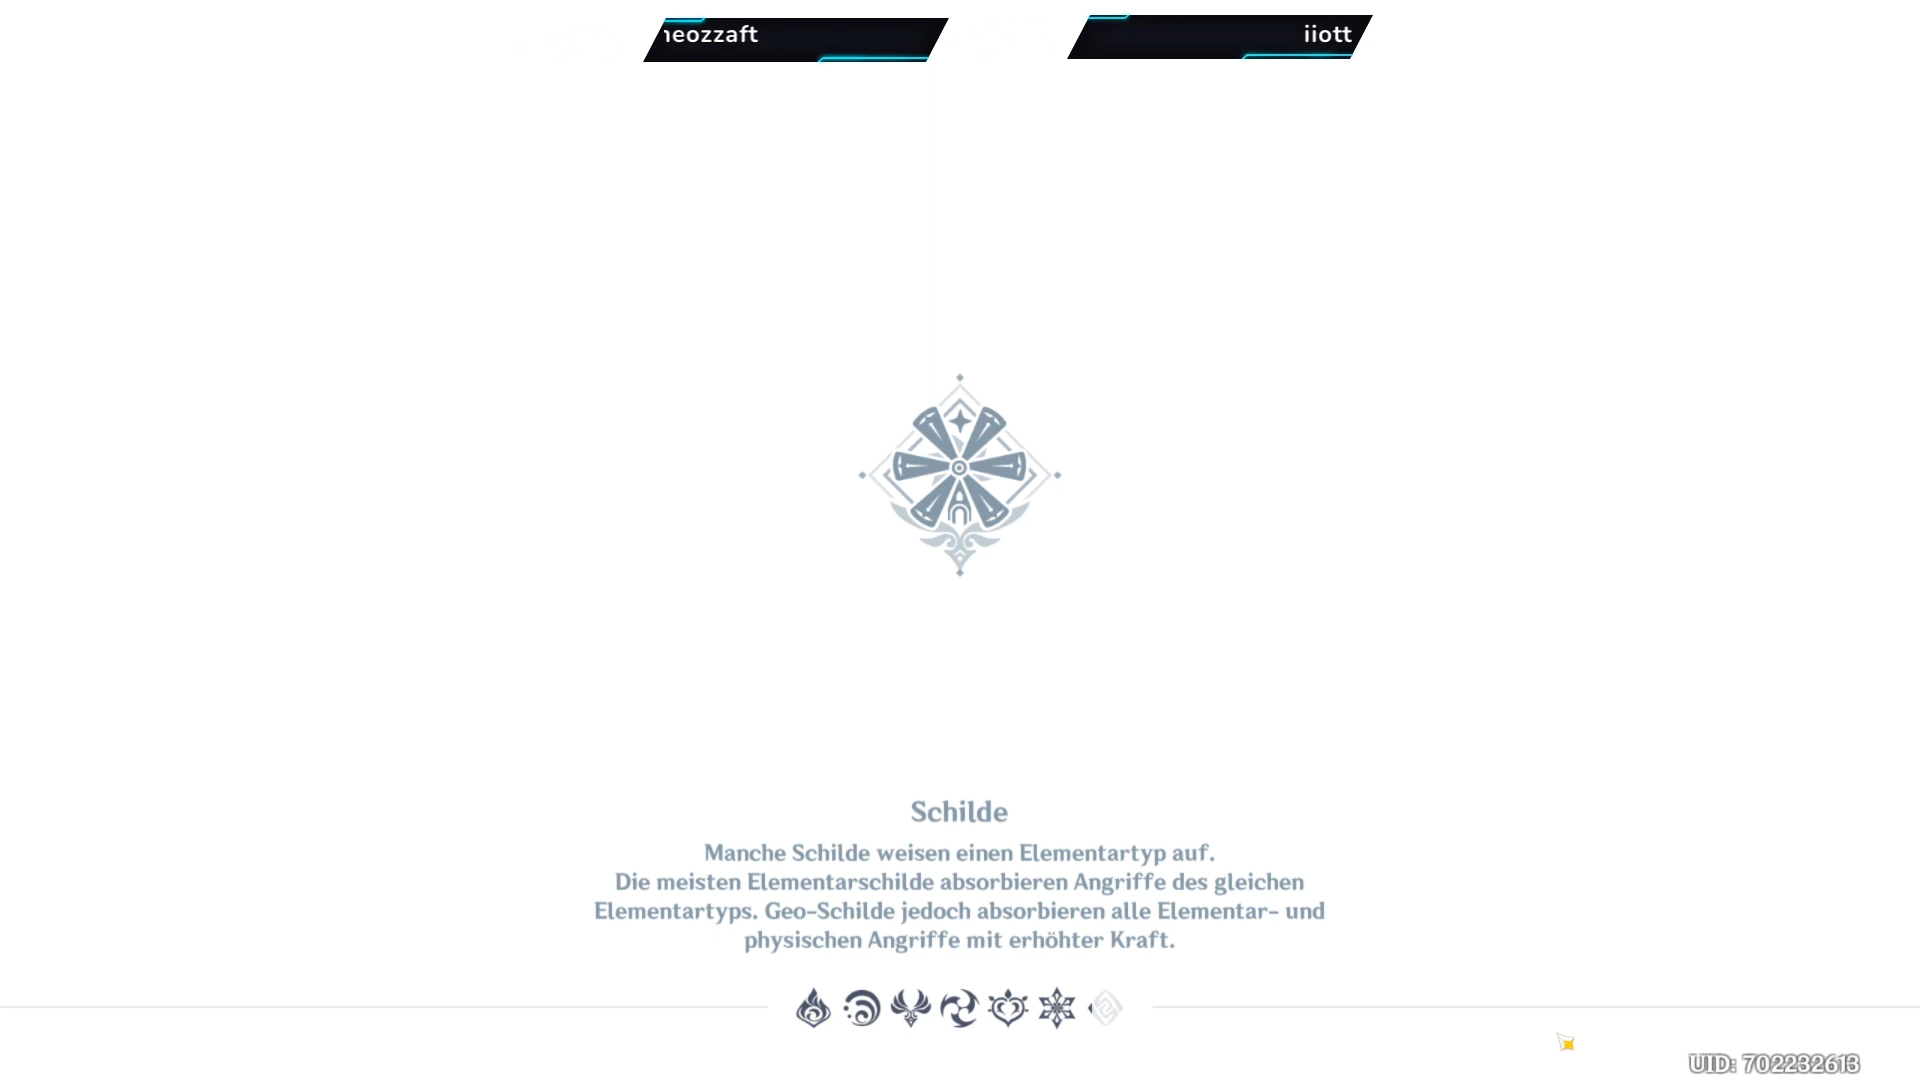 neozzaft
iiott
Schilde
Manche Schilde weisen einen Elementartyp auf.
Die meisten Elementarschilde absorbieren Angriffe des gleichen
Elementartyps. Geo-Schilde jedoch absorbieren alle Elementar- und
physischen Angriffe mit erhöhter Kraft.
UID: 702232613